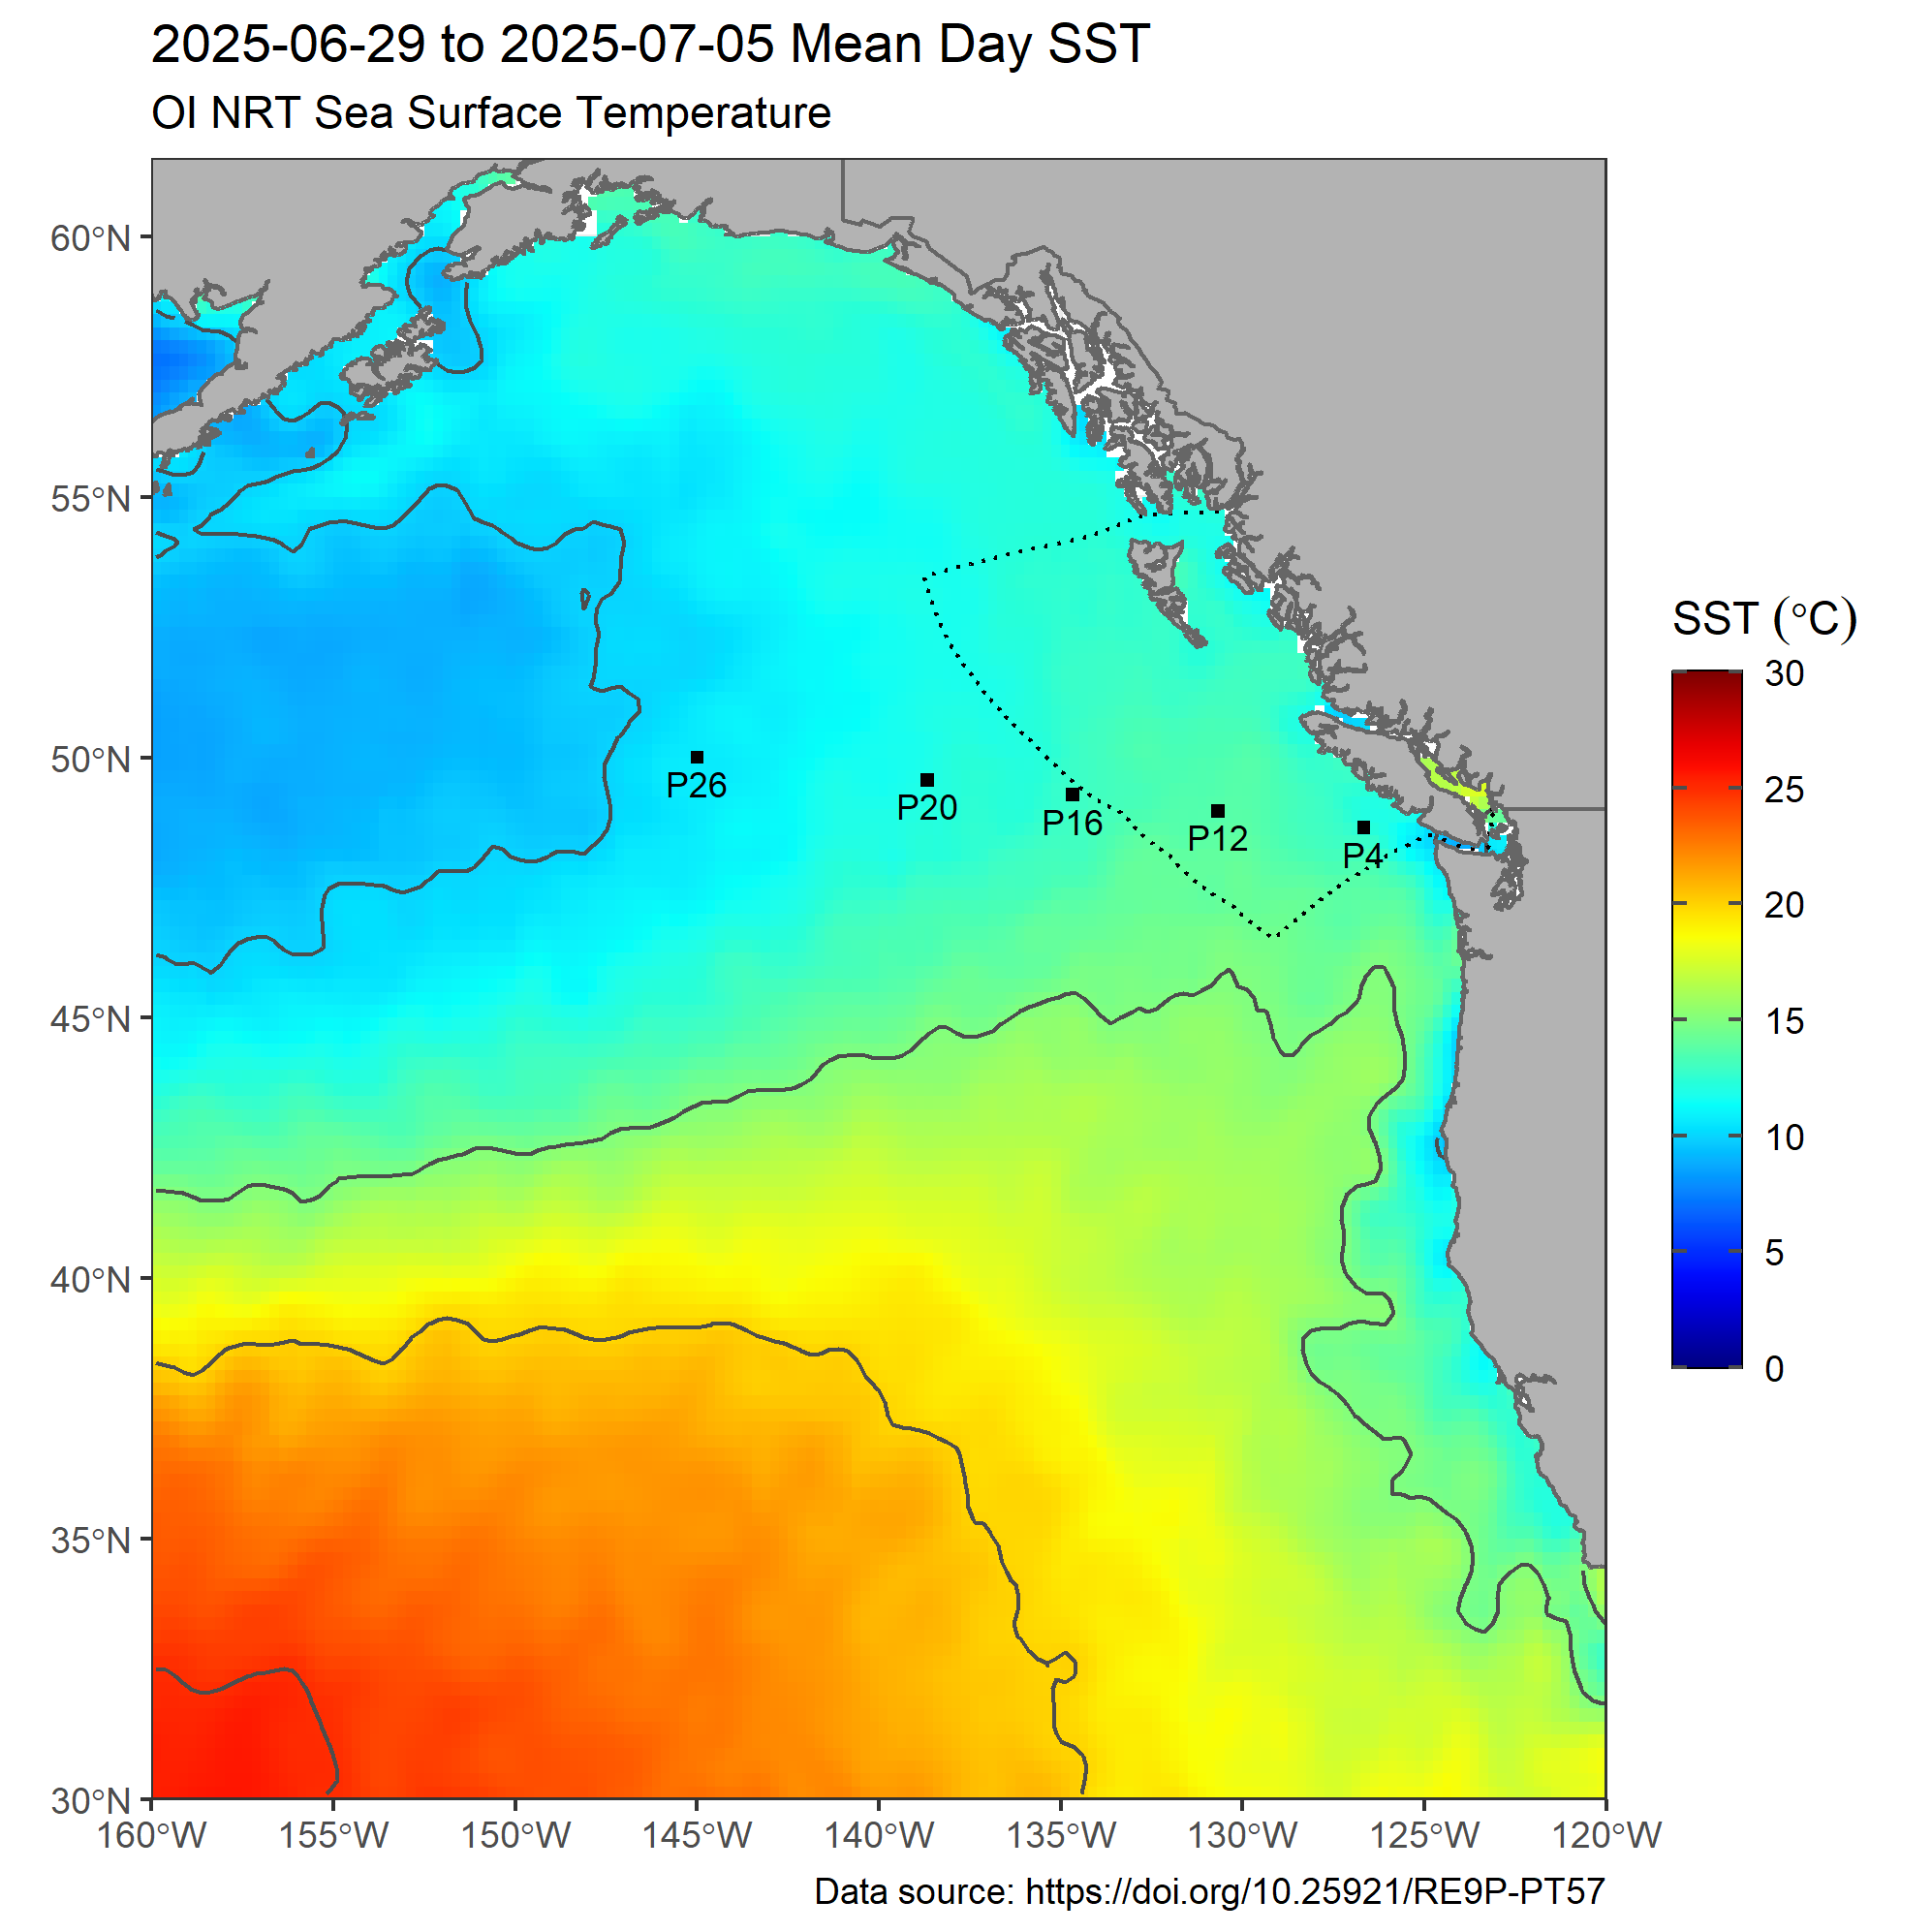 2025-06-29 to 2025-07-05 Mean Day SST
OI NRT Sea Surface Temperature
60°N
55°N
50°N
45°N
40°N
35°N
30°N
P26
P20
P16
P12
P4
160°W
155°W
150°W
145°W
140°W
135°W
130°W
125°W
120°W
SST (°C)
30
25
20
15
10
5
0
Data source: https://doi.org/10.25921/RE9P-PT57